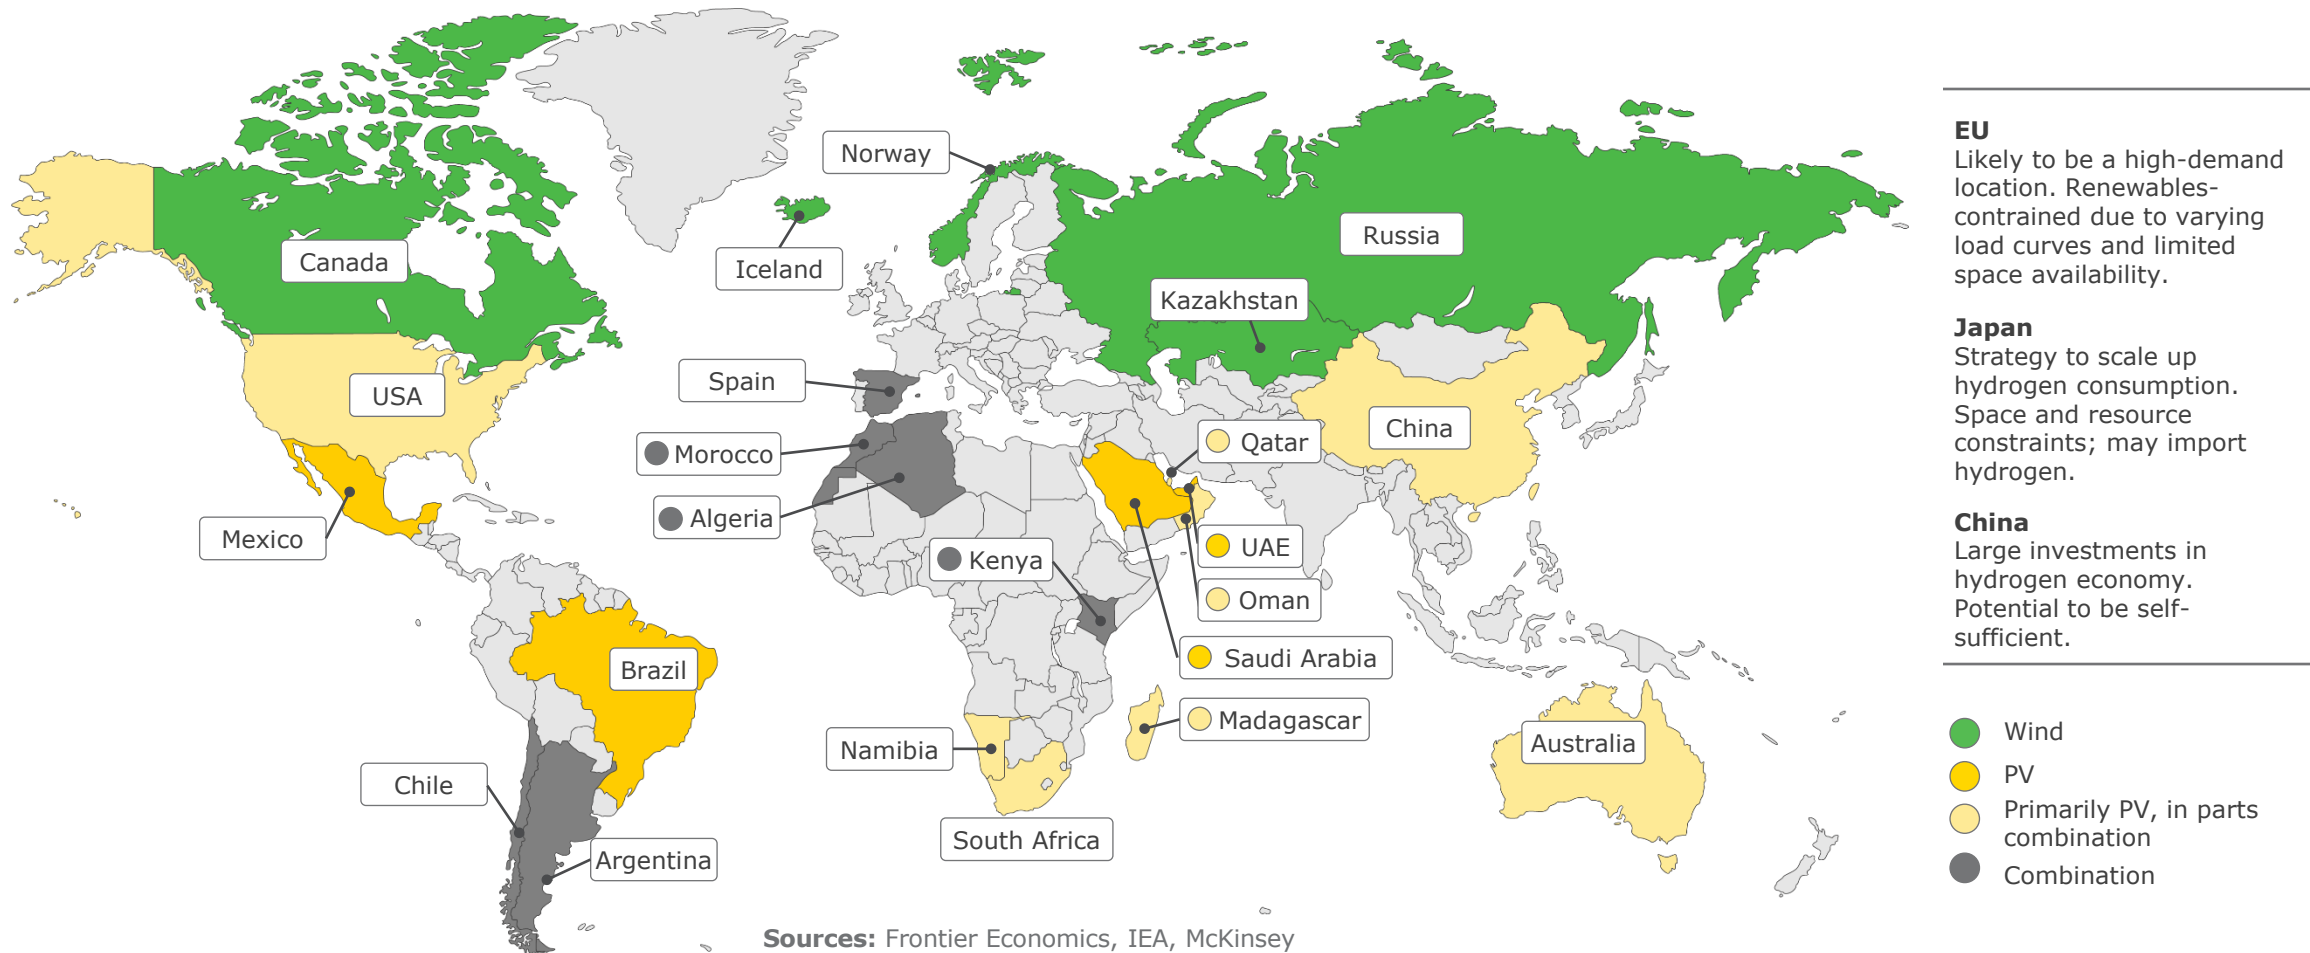 Norway
Canada
Iceland
Russia
Kazakhstan
USA
Spain
China
Morocco
Qatar
Algeria
Mexico
Kenya
UAE
Oman
Brazil
Saudi Arabia
Madagascar
Namibia
Australia
Chile
South Africa
Argentina
Sources: Frontier Economics, IEA, McKinsey
EU
Likely to be a high-demand
location. Renewables-
contrained due to varying
load curves and limited
space availability.
Japan
Strategy to scale up
hydrogen consumption.
Space and resource
constraints; may import
hydrogen.
China
Large investments in
hydrogen economy.
Potential to be self-
sufficient.
Wind
PV
Primarily PV, in parts
combination
Combination